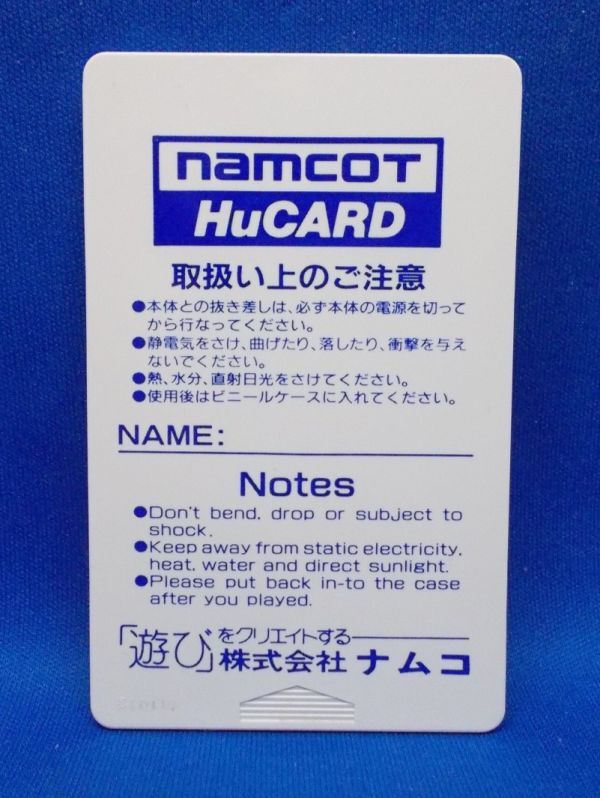 namcoT
HuCARD
取扱い上のご注意
●本体との抜き差しは、必ず本体の電源を切って
から行なってください。
●静電気をさけ、曲げたり、落したり、衝撃を与え
ないでください。
●熱、水分、直射日光をさけてください。
●使用後はビニールケースに入れてください。
NAME:
Notes
●Don't bend, drop or subject to
shock.
●Keep away from static electricity,
heat, water and direct sunlight.
●Please put back in-to the case
after you played.
「遊び」をクリエイトする
株式会社 ナムコ